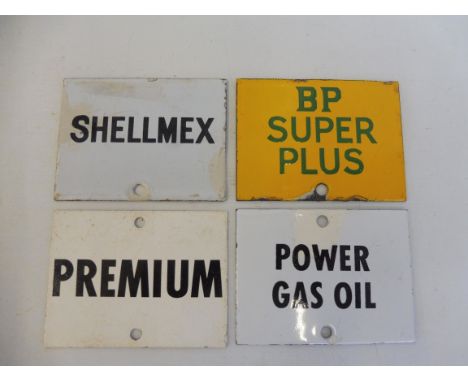 SHELLMEX
BP
SUPER
PLUS
PREMIUM
POWER
GAS OIL